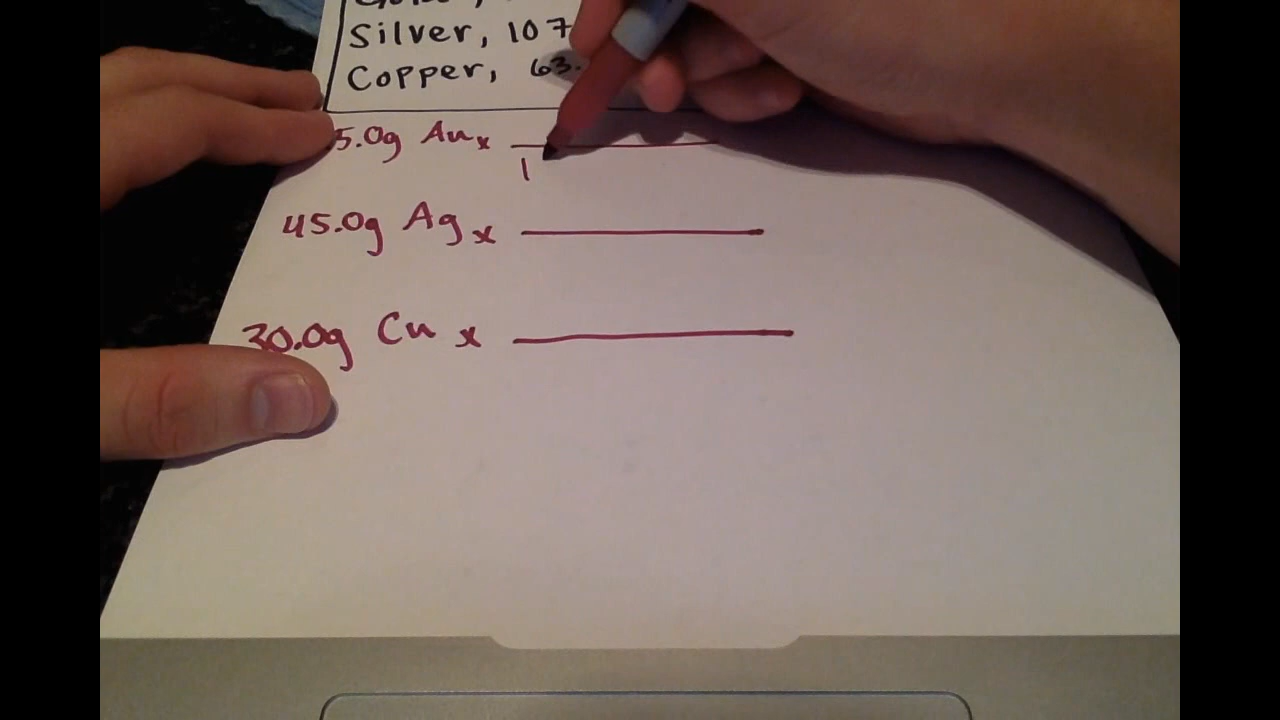 Silver, 107
Copper, 63.
5.0g Au x
1
45.0g Ag x
30.0g Cu x